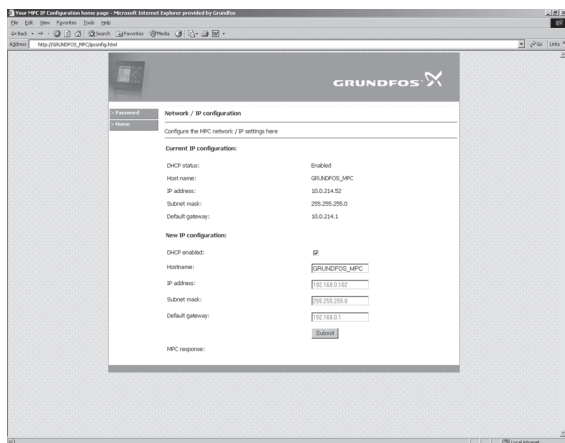 Your MPC IP Configuration home page - Microsoft Internet Explorer provided by Grundfos
File Edit View Favorites Tools Help
Back Search Favorites Media
Address http://GRUNDFOS_MPC/ipconfig.html Go Links
GRUNDFOS
> Password
> Home
Network / IP configuration
Configure the MPC network / IP settings here
Current IP configuration:
DHCP status: Enabled
Host name: GRUNDFOS_MPC
IP address: 10.0.214.52
Subnet mask: 255.255.255.0
Default gateway: 10.0.214.1
New IP configuration:
DHCP enabled:
Hostname: GRUNDFOS_MPC
IP address: 192.168.0.102
Subnet mask: 255.255.255.0
Default gateway: 192.168.0.1
Submit
MPC response:
Local intranet